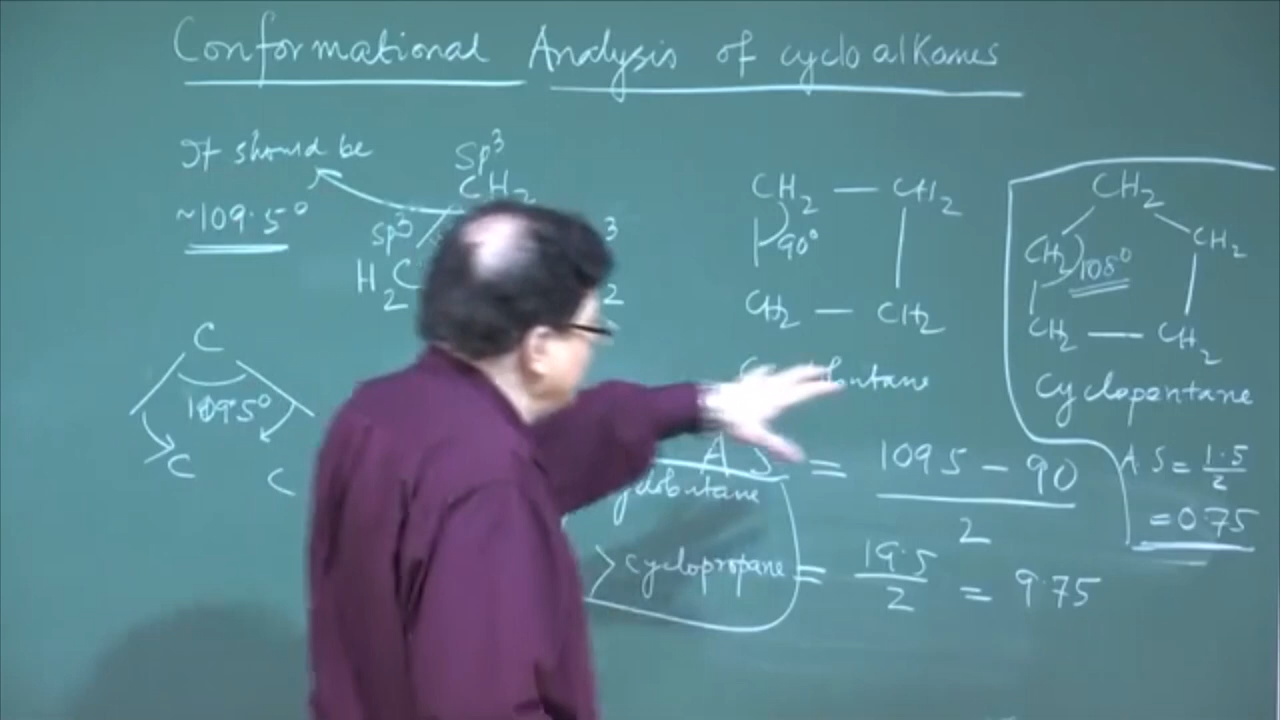 Conformational Analysis of cycloalkanes
It should be
~109.5°
sp3
CH2
sp3
H2C
3
2
C
109.5°
C
C
CH2 — CH2
90°
CH2 — CH2
CH2
CH2
CH2
108°
CH2 — CH2
Cyclopentane
A S = 109 5 – 90
2
= 19.5
2
= 9.75
> cyclopropane
A.S = 1.5
2
= 0.75